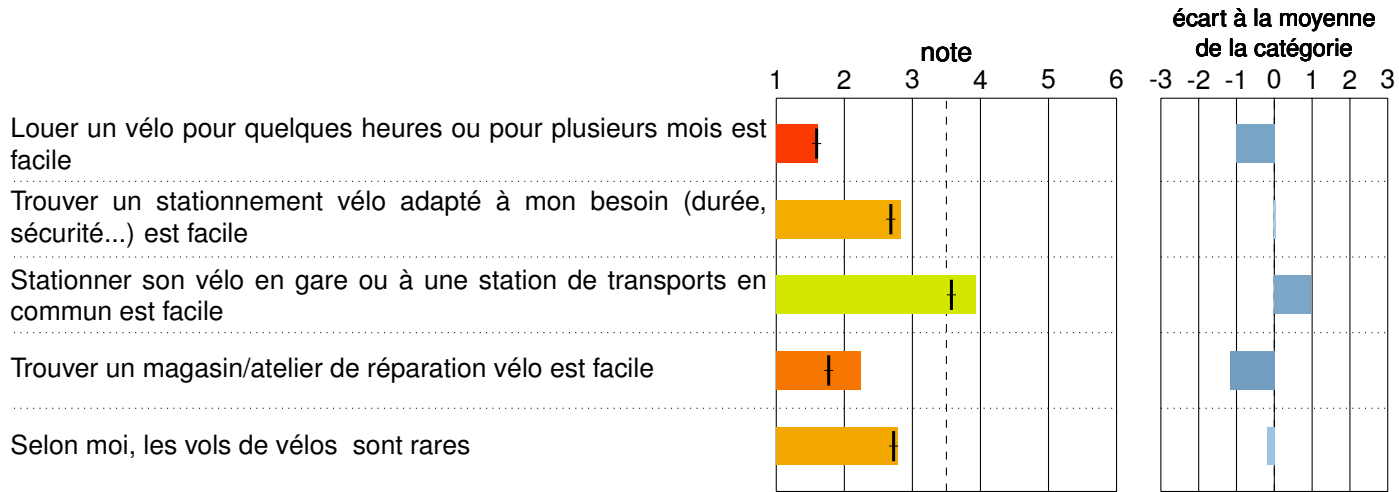 écart à la moyenne
note de la catégorie
1 2 3 4 5 6 -3 -2 -1 0 1 2 3
Louer un vélo pour quelques heures ou pour plusieurs mois est
facile
Trouver un stationnement vélo adapté à mon besoin (durée,
sécurité...) est facile
Stationner son vélo en gare ou à une station de transports en
commun est facile
Trouver un magasin/atelier de réparation vélo est facile
Selon moi, les vols de vélos sont rares